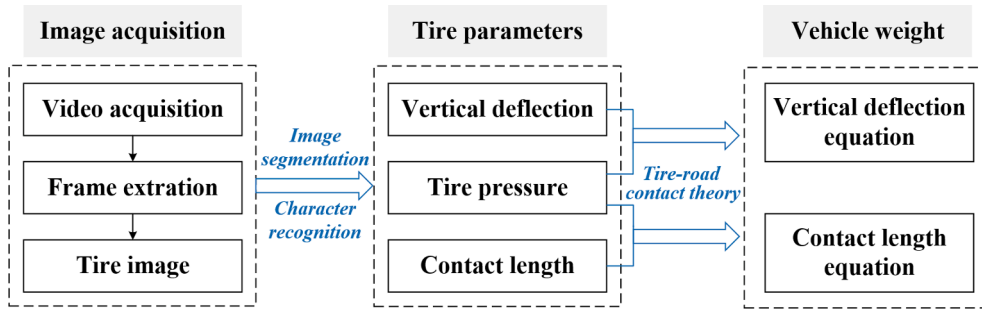 Image acquisition
Tire parameters
Vehicle weight
Video acquisition
Frame extration
Tire image
Image
segmentation
Character
recognition
Vertical deflection
Tire pressure
Contact length
Tire-road
contact theory
Vertical deflection
equation
Contact length
equation